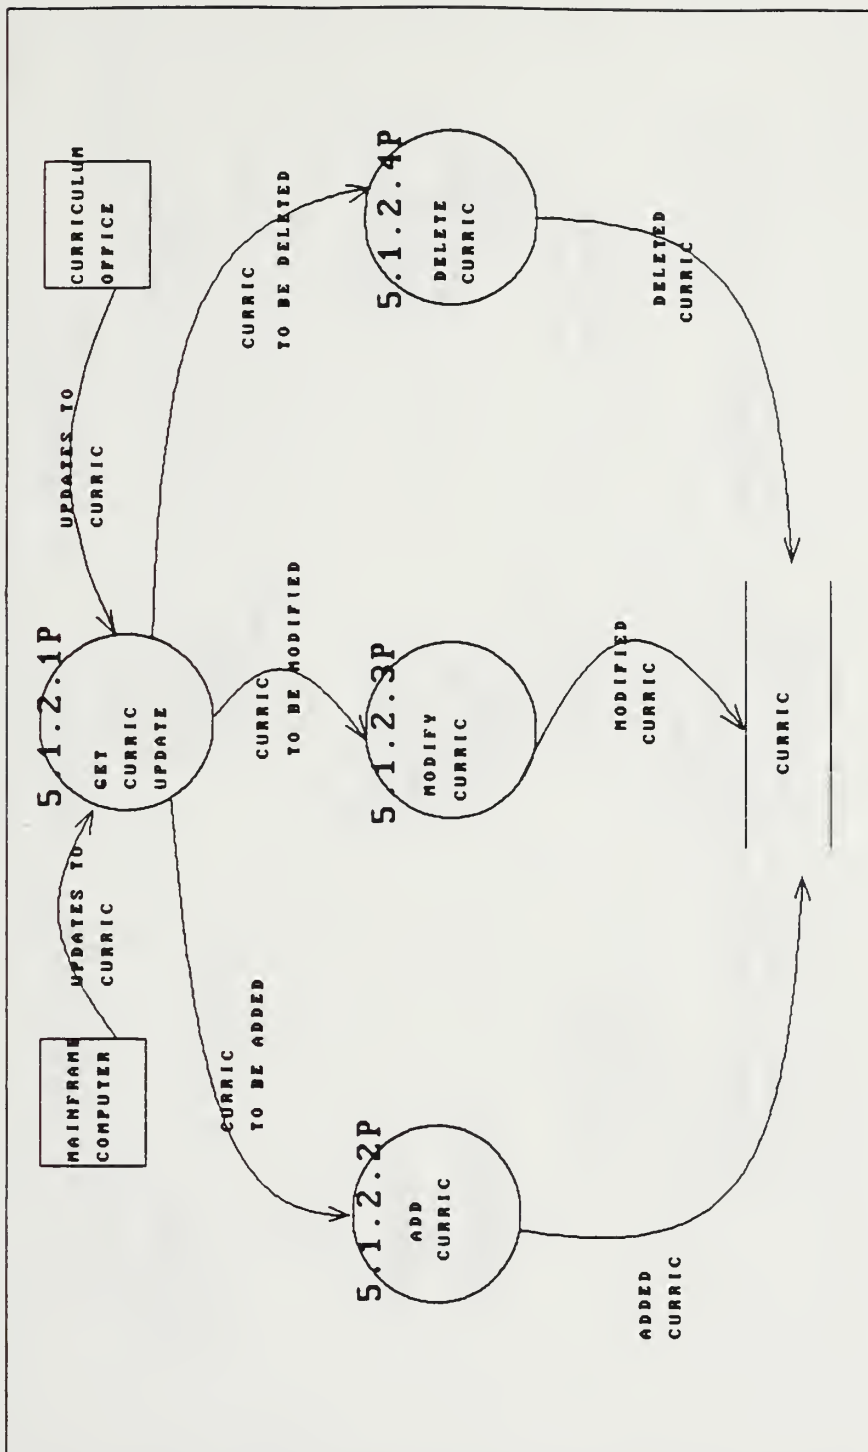 MAINFRAME
COMPUTER
UPDATES TO
CURRIC
5.1.2.1P
GET
CURRIC
UPDATE
UPDATES TO
CURRIC
CURRICULUM
OFFICE
CURRIC
TO BE ADDED
CURRIC
TO BE MODIFIED
CURRIC
TO BE DELETED
5.1.2.2P
ADD
CURRIC
5.1.2.3P
MODIFY
CURRIC
5.1.2.4P
DELETE
CURRIC
ADDED
CURRIC
MODIFIED
CURRIC
DELETED
CURRIC
CURRIC